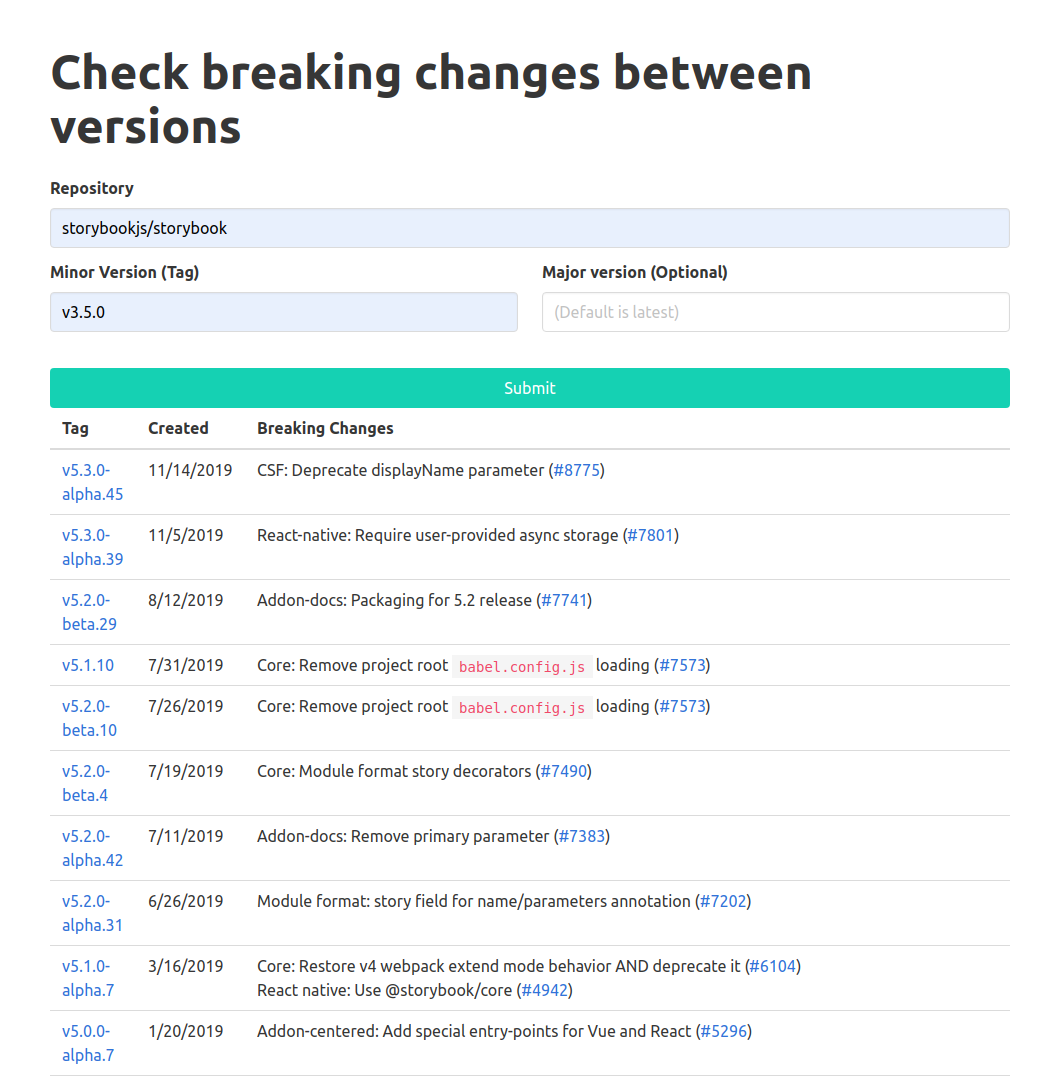 Check breaking changes between
versions
Repository
storybookjs/storybook
Minor Version (Tag) Major version (Optional)
v3.5.0 (Default is latest)
Submit
Tag Created Breaking Changes
v5.3.0- 11/14/2019 CSF: Deprecate displayName parameter (#8775)
alpha.45
v5.3.0- 11/5/2019 React-native: Require user-provided async storage (#7801)
alpha.39
v5.2.0- 8/12/2019 Addon-docs: Packaging for 5.2 release (#7741)
beta.29
v5.1.10 7/31/2019 Core: Remove project root babel.config.js loading (#7573)
v5.2.0- 7/26/2019 Core: Remove project root babel.config.js loading (#7573)
beta.10
v5.2.0- 7/19/2019 Core: Module format story decorators (#7490)
beta.4
v5.2.0- 7/11/2019 Addon-docs: Remove primary parameter (#7383)
alpha.42
v5.2.0- 6/26/2019 Module format: story field for name/parameters annotation (#7202)
alpha.31
v5.1.0- 3/16/2019 Core: Restore v4 webpack extend mode behavior AND deprecate it (#6104)
alpha.7 React native: Use @storybook/core (#4942)
v5.0.0- 1/20/2019 Addon-centered: Add special entry-points for Vue and React (#5296)
alpha.7